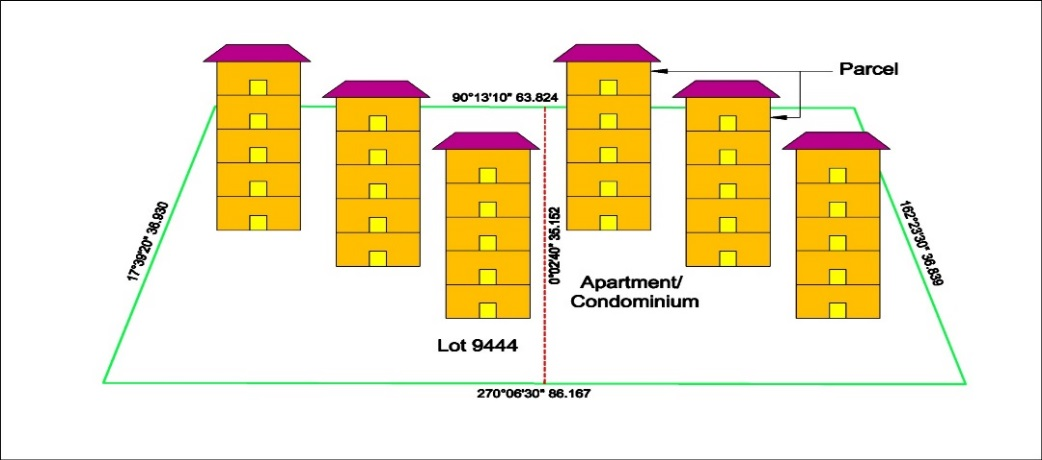 Parcel
90°13'10" 63.824
17°39'20" 36.930
0°02'40" 35.152
162°23'30" 36.839
Apartment/
Condominium
Lot 9444
270°06'30" 86.167